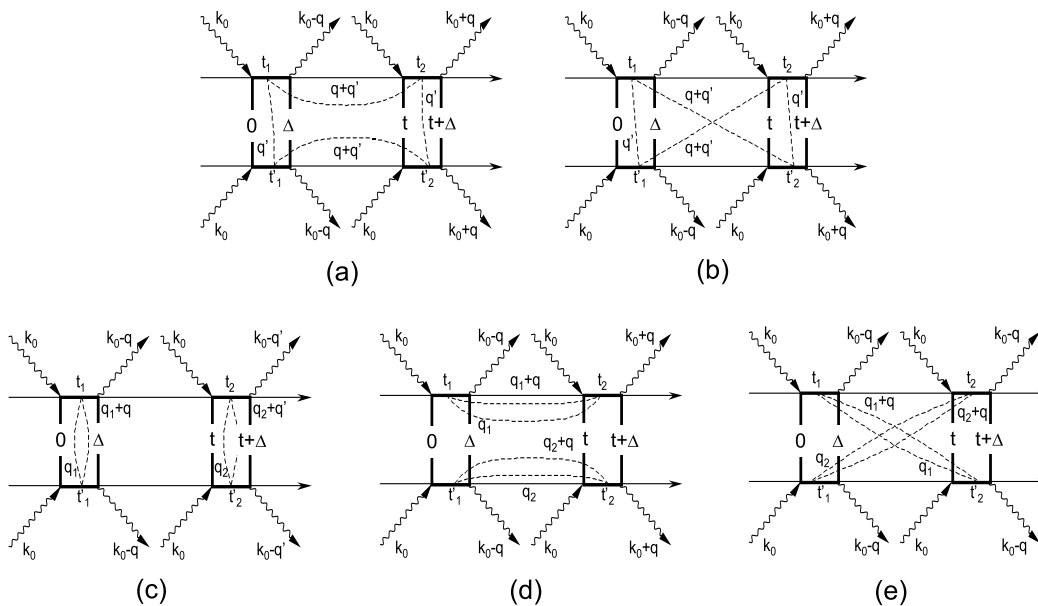 k₀ k₀-q k₀ k₀+q
t₁ t₂
q+q' q'
0 Δ t t+Δ
q' q+q'
t'₁ t'₂
k₀ k₀-q k₀ k₀+q
(a)
k₀ k₀-q k₀ k₀+q
t₁ t₂
q+q' q'
0 Δ t t+Δ
q' q+q'
t'₁ t'₂
k₀ k₀-q k₀ k₀+q
(b)
k₀ k₀-q k₀ k₀-q'
t₁ t₂
q₁+q q₂+q'
0 Δ t t+Δ
q₁ q₂
t'₁ t'₂
k₀ k₀-q k₀ k₀-q'
(c)
k₀ k₀-q k₀ k₀+q
t₁ q₁+q t₂
q₁
0 Δ q₂+q t t+Δ
t'₁ q₂ t'₂
k₀ k₀-q k₀ k₀+q
(d)
k₀ k₀-q k₀ k₀-q
t₁ t₂
q₁+q q₂+q
0 Δ t t+Δ
q₂ q₁
t'₁ t'₂
k₀ k₀-q k₀ k₀-q'
(e)